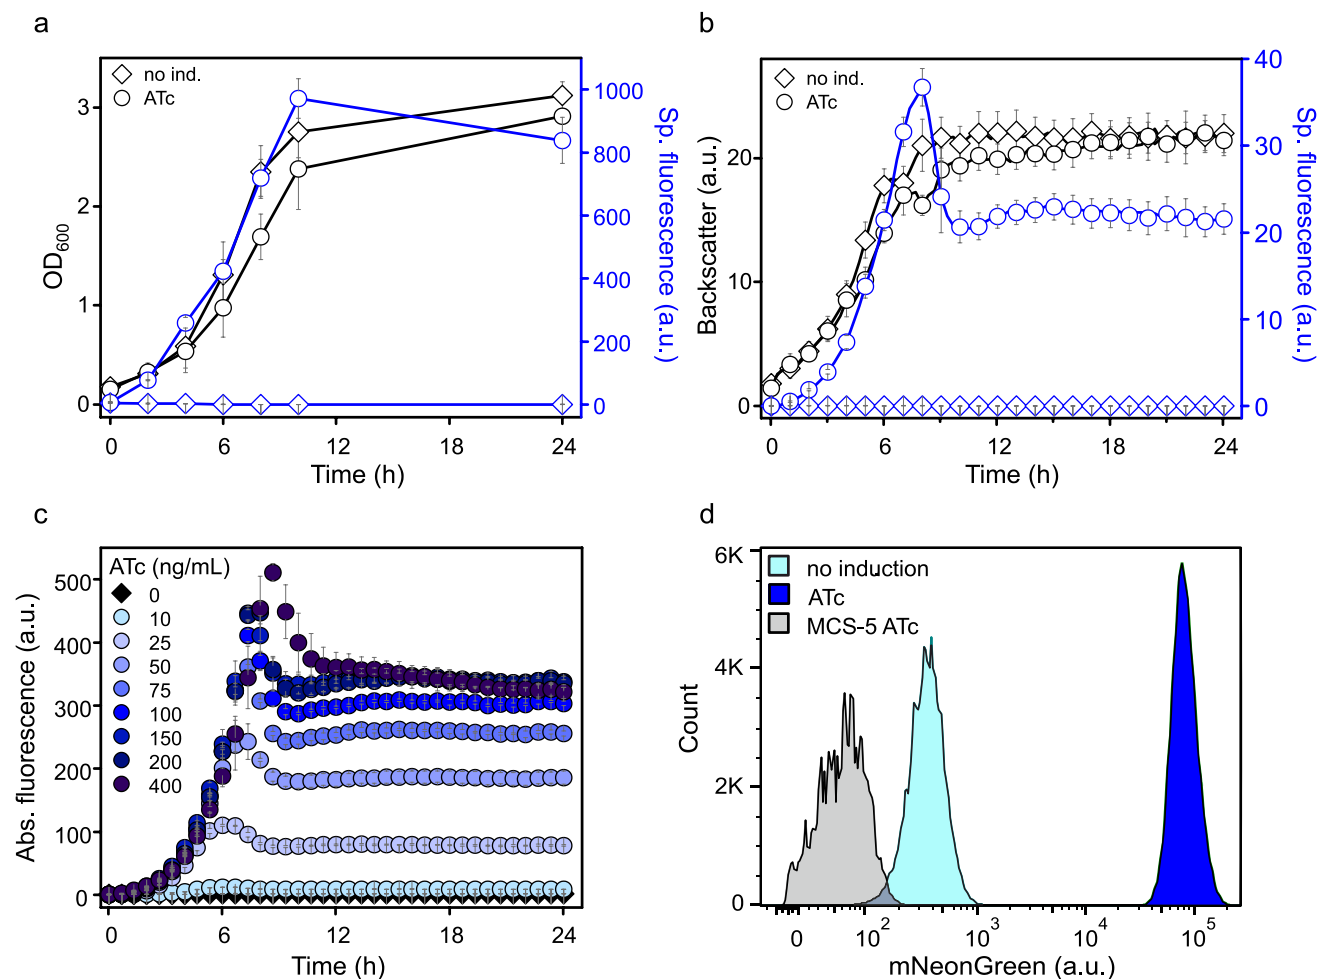 a
no ind.
ATc
OD600
3
2
1
0
1000
800
600
400
200
0
Sp. fluorescence (a.u.)
0 6 12 18 24
Time (h)
b
no ind.
ATc
Backscatter (a.u.)
20
10
0
40
30
20
10
0
Sp. fluorescence (a.u.)
0 6 12 18 24
Time (h)
c
ATc (ng/mL)
0
10
25
50
75
100
150
200
400
Abs. fluorescence (a.u.)
500
400
300
200
100
0
0 6 12 18 24
Time (h)
d
no induction
ATc
MCS-5 ATc
Count
6K
4K
2K
0
0 10^2 10^3 10^4 10^5
mNeonGreen (a.u.)